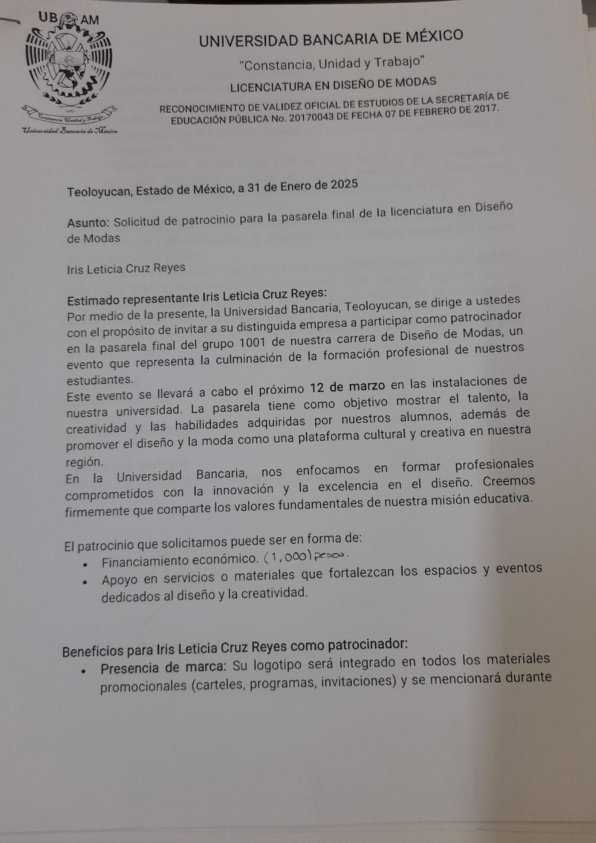 UB AM
Constancia, Unidad y Trabajo
Universidad Bancaria de México
UNIVERSIDAD BANCARIA DE MÉXICO
“Constancia, Unidad y Trabajo”
LICENCIATURA EN DISEÑO DE MODAS
RECONOCIMIENTO DE VALIDEZ OFICIAL DE ESTUDIOS DE LA SECRETARÍA DE
EDUCACIÓN PÚBLICA No. 20170043 DE FECHA 07 DE FEBRERO DE 2017.
Teoloyucan, Estado de México, a 31 de Enero de 2025
Asunto: Solicitud de patrocinio para la pasarela final de la licenciatura en Diseño
de Modas
Iris Leticia Cruz Reyes
Estimado representante Iris Leticia Cruz Reyes:
Por medio de la presente, la Universidad Bancaria, Teoloyucan, se dirige a ustedes
con el propósito de invitar a su distinguida empresa a participar como patrocinador
en la pasarela final del grupo 1001 de nuestra carrera de Diseño de Modas, un
evento que representa la culminación de la formación profesional de nuestros
estudiantes.
Este evento se llevará a cabo el próximo 12 de marzo en las instalaciones de
nuestra universidad. La pasarela tiene como objetivo mostrar el talento, la
creatividad y las habilidades adquiridas por nuestros alumnos, además de
promover el diseño y la moda como una plataforma cultural y creativa en nuestra
región.
En la Universidad Bancaria, nos enfocamos en formar profesionales
comprometidos con la innovación y la excelencia en el diseño. Creemos
firmemente que comparte los valores fundamentales de nuestra misión educativa.
El patrocinio que solicitamos puede ser en forma de:
• Financiamiento económico. (1,000) pesos.
• Apoyo en servicios o materiales que fortalezcan los espacios y eventos
dedicados al diseño y la creatividad.
Beneficios para Iris Leticia Cruz Reyes como patrocinador:
• Presencia de marca: Su logotipo será integrado en todos los materiales
promocionales (carteles, programas, invitaciones) y se mencionará durante